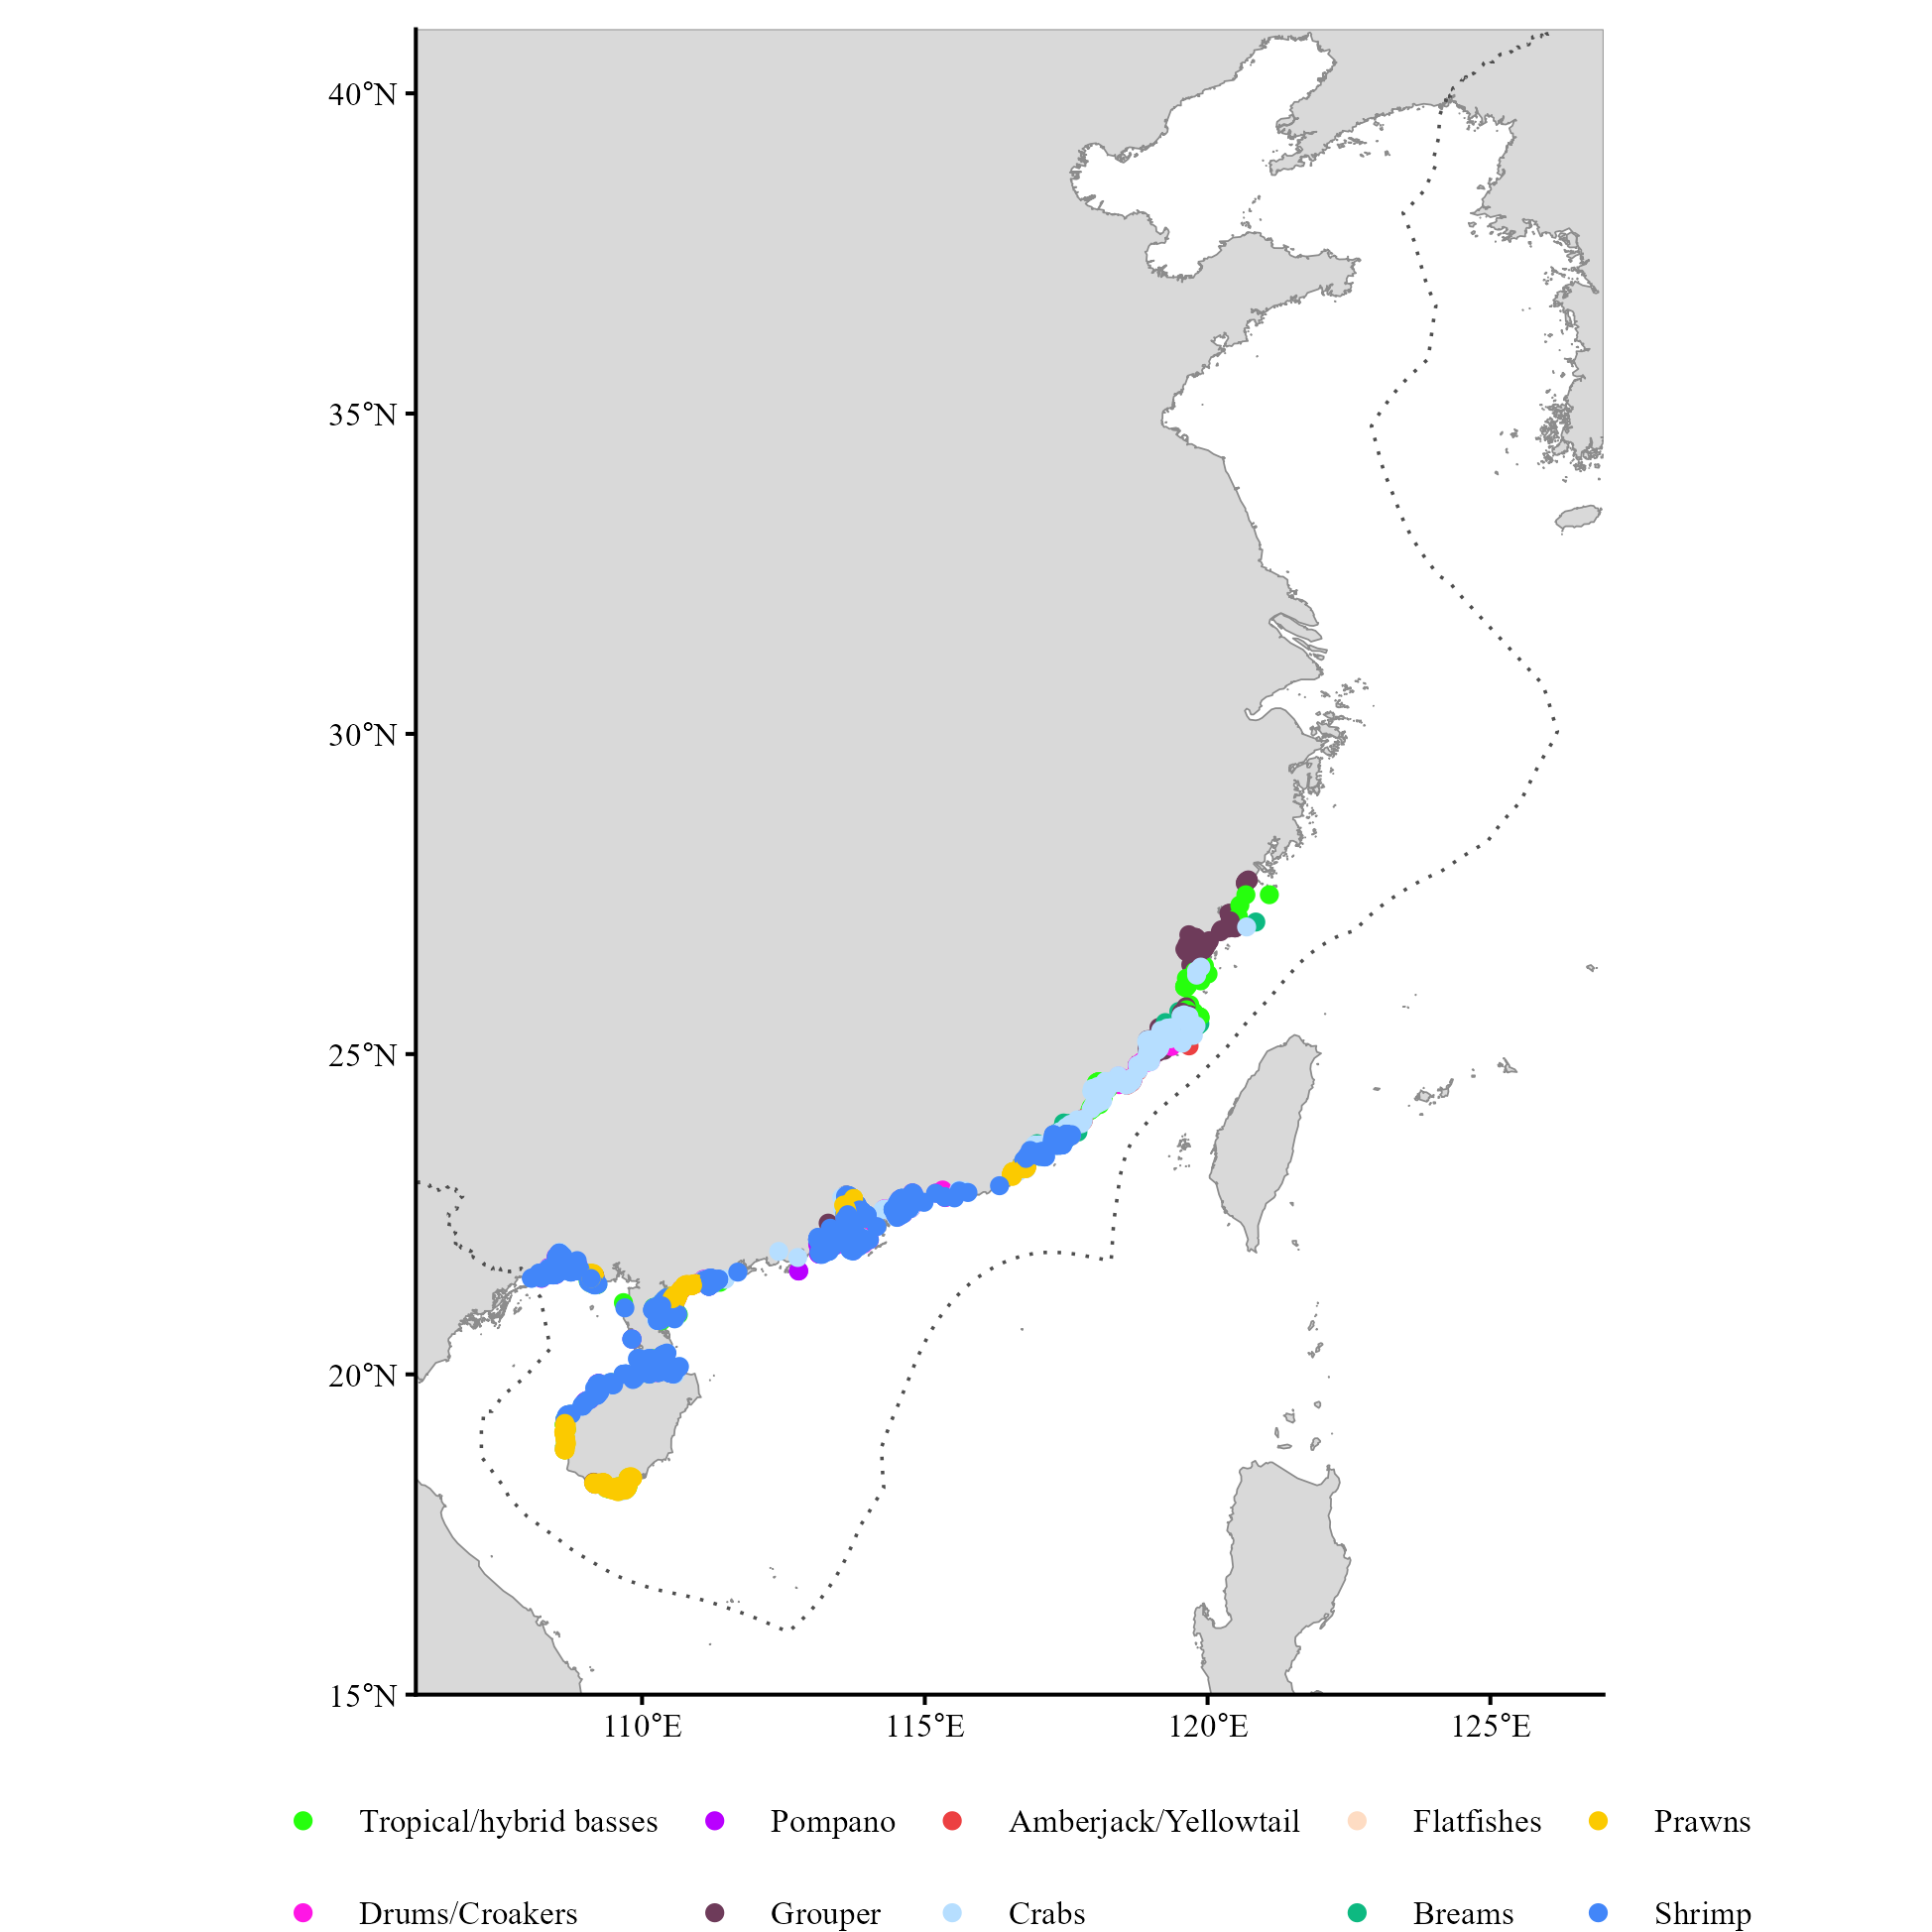 40°N
35°N
30°N
25°N
20°N
15°N
110°E 115°E 120°E 125°E
Tropical/hybrid basses Pompano Amberjack/Yellowtail Flatfishes Prawns
Drums/Croakers Grouper Crabs Breams Shrimp